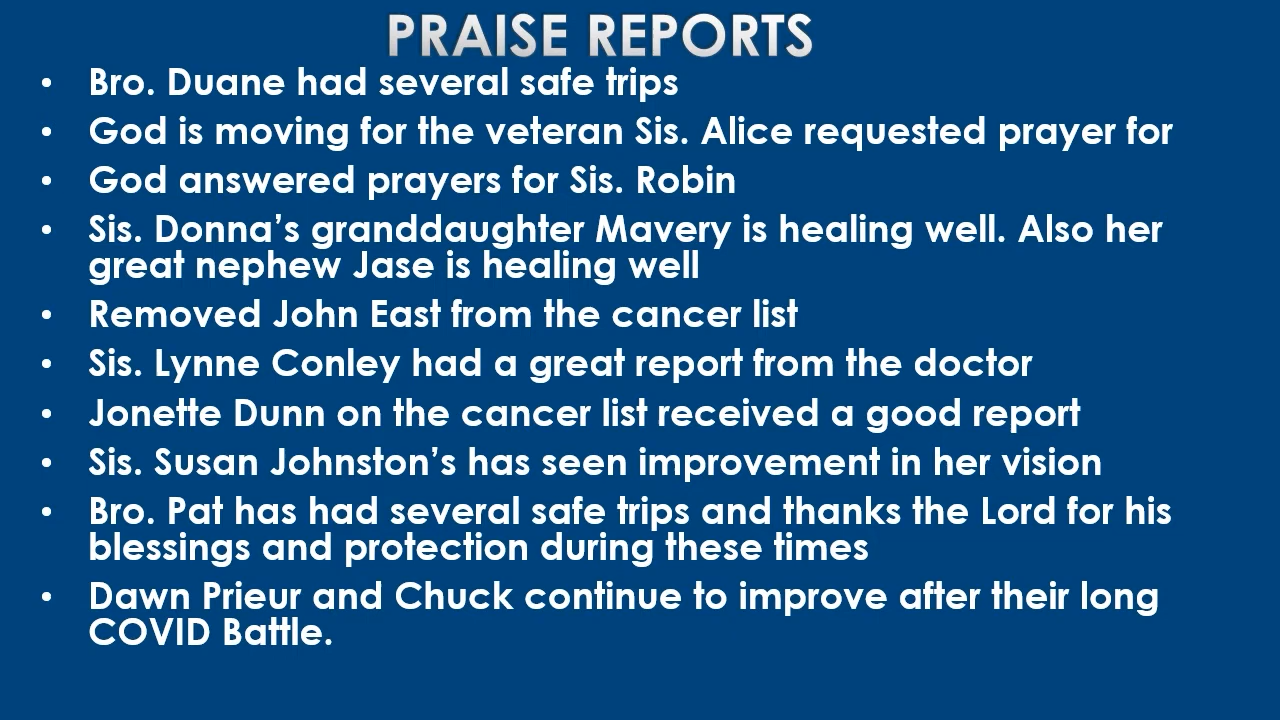 PRAISE REPORTS
• Bro. Duane had several safe trips
• God is moving for the veteran Sis. Alice requested prayer for
• God answered prayers for Sis. Robin
• Sis. Donna’s granddaughter Mavery is healing well. Also her
great nephew Jase is healing well
• Removed John East from the cancer list
• Sis. Lynne Conley had a great report from the doctor
• Jonette Dunn on the cancer list received a good report
• Sis. Susan Johnston’s has seen improvement in her vision
• Bro. Pat has had several safe trips and thanks the Lord for his
blessings and protection during these times
• Dawn Prieur and Chuck continue to improve after their long
COVID Battle.